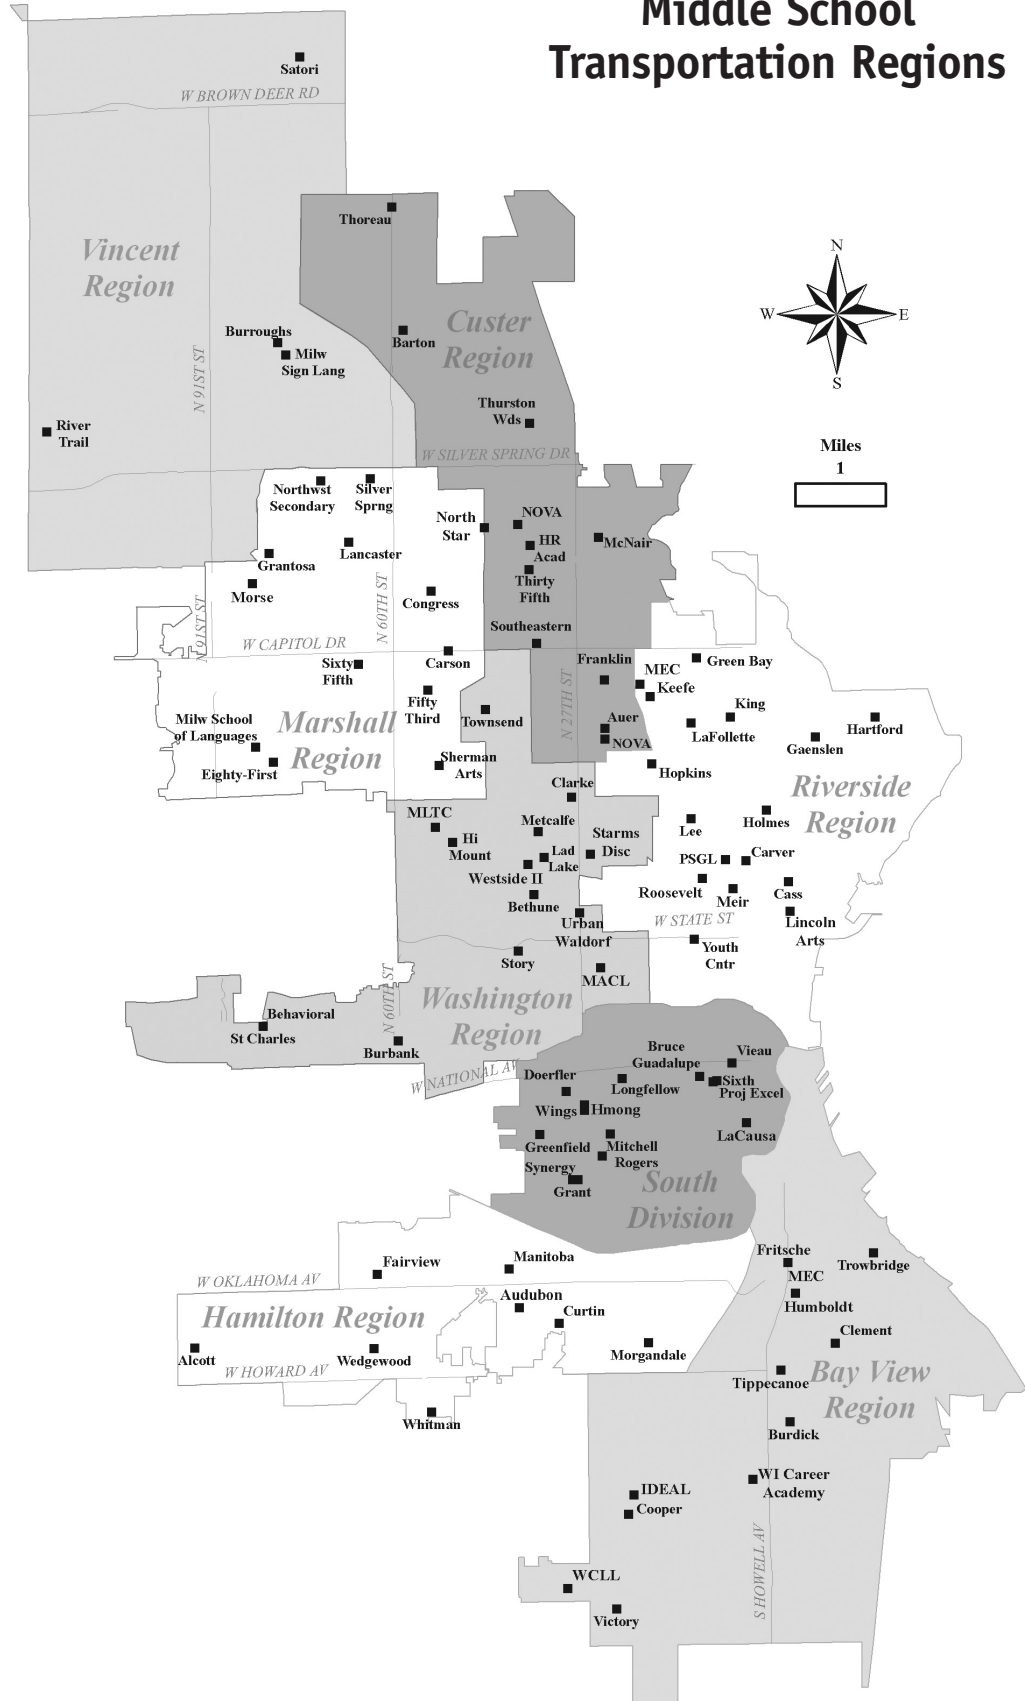 Middle School
Transportation Regions
Satori
W BROWN DEER RD
Thoreau
Vincent
Region
N
W
E
S
Custer
Region
Burroughs
Milw
Sign Lang
Barton
N 91ST ST
Thurston
Wds
River
Trail
W SILVER SPRING DR
Miles
1
Northwst
Secondary
Silver
Sprng
North
Star
NOVA
HR
Acad
McNair
Lancaster
Grantosa
Thirty
Fifth
Morse
Congress
N 60TH ST
N 91ST ST
Southeastern
W CAPITOL DR
Carson
Sixty
Fifth
Franklin
MEC
Keefe
Green Bay
Fifty
Third
N 27TH ST
King
Milw School
of Languages
Marshall
Region
Townsend
Auer
NOVA
LaFollette
Hartford
Gaenslen
Eighty-First
Sherman
Arts
Hopkins
Clarke
Riverside
Region
MLTC
Hi
Mount
Metcalfe
Starms
Disc
Lee
Holmes
Lad
Lake
Westside II
PSGL
Carver
Roosevelt
Meir
Cass
Bethune
Urban
Waldorf
W STATE ST
Lincoln
Arts
Youth
Cntr
Story
MACL
N 60TH ST
Washington
Region
Behavioral
St Charles
Burbank
W NATIONAL AV
Bruce
Guadalupe
Vieau
Doerfler
Longfellow
Sixth
Proj Excel
Wings
Hmong
LaCausa
Greenfield
Mitchell
Rogers
Synergy
Grant
South
Division
Fairview
Manitoba
Fritsche
MEC
Trowbridge
W OKLAHOMA AV
Audubon
Humboldt
Hamilton Region
Curtin
Clement
Alcott
Wedgewood
Morgandale
W HOWARD AV
Tippecanoe
Bay View
Region
Whitman
Burdick
WI Career
Academy
IDEAL
Cooper
S HOWELL AV
WCLL
Victory